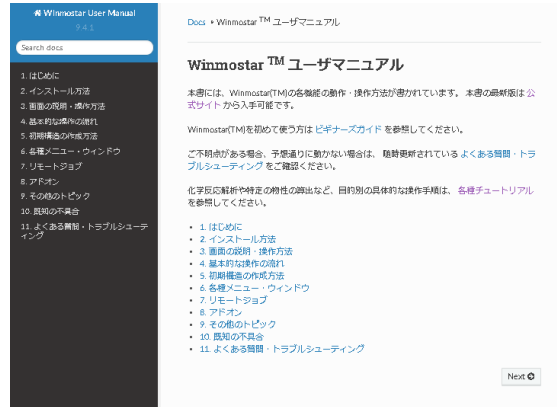 Winmostar User Manual
9.4.1
Search docs
1. はじめに
2. インストール方法
3. 画面の説明・操作方法
4. 基本的な操作の流れ
5. 初期構造の作成方法
6. 各種メニュー・ウィンドウ
7. リモートジョブ
8. アドオン
9. その他のトピック
10. 既知の不具合
11. よくある質問・トラブルシューテ
ィング
Docs » Winmostar TM ユーザマニュアル
Winmostar TM ユーザマニュアル
本書には、Winmostar(TM)の各機能の動作・操作方法が書かれています。 本書の最新版は 公
式サイト から入手可能です。
Winmostar(TM)を初めて使う方は ビギナーズガイド を参照してください。
ご不明点がある場合、予想通りに動かない場合は、 随時更新されている よくある質問・トラ
ブルシューティング をご確認ください。
化学反応解析や特定の物性の算出など、目的別の具体的な操作手順は、 各種チュートリアル
を参照してください。
• 1. はじめに
• 2. インストール方法
• 3. 画面の説明・操作方法
• 4. 基本的な操作の流れ
• 5. 初期構造の作成方法
• 6. 各種メニュー・ウィンドウ
• 7. リモートジョブ
• 8. アドオン
• 9. その他のトピック
• 10. 既知の不具合
• 11. よくある質問・トラブルシューティング
Next